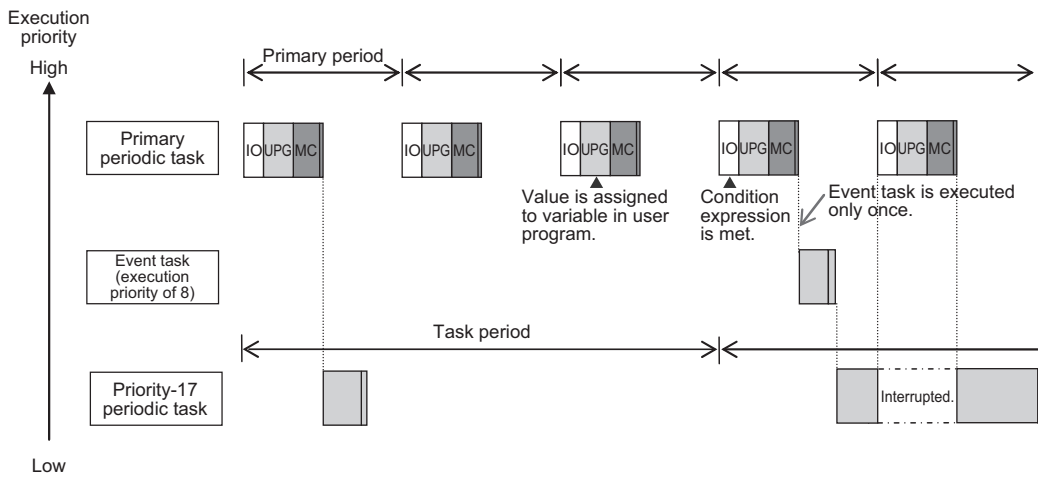 Execution
priority
High
Primary period
Primary
periodic task
IO UPG MC
IO UPG MC
IO UPG MC
IO UPG MC
IO UPG MC
Value is assigned
to variable in user
program.
Condition
expression
is met.
Event task is executed
only once.
Event task
(execution
priority of 8)
Task period
Priority-17
periodic task
Interrupted.
Low